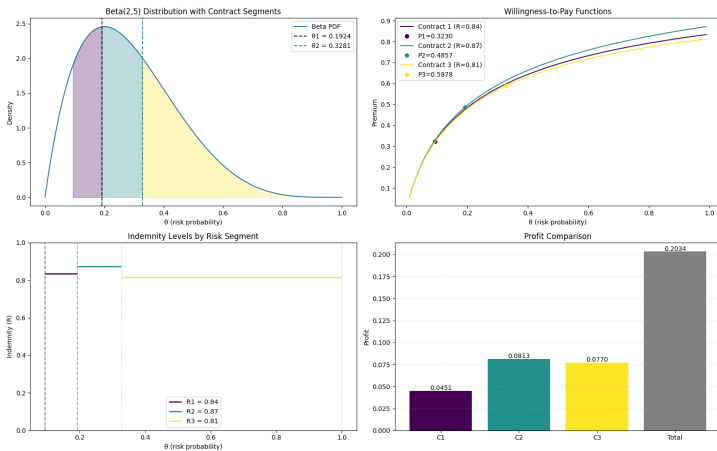 Beta(2,5) Distribution with Contract Segments
2.5
2.0
1.5
1.0
0.5
0.0
Density
Beta PDF
θ1=0.1924
θ2=0.3281
0.0 0.2 0.4 0.6 0.8 1.0
θ (risk probability)
Willingness-to-Pay Functions
0.9
0.8
0.7
0.6
0.5
0.4
0.3
0.2
0.1
Premium
Contract 1 (R=0.84)
P1=0.3230
Contract 2 (R=0.87)
P2=0.4857
Contract 3 (R=0.81)
P3=0.5878
0.0 0.2 0.4 0.6 0.8 1.0
θ (risk probability)
Indemnity Levels by Risk Segment
1.0
0.8
0.6
0.4
0.2
0.0
Indemnity (R)
R1 = 0.84
R2 = 0.87
R3 = 0.81
0.2 0.4 0.6 0.8 1.0
θ (risk probability)
Profit Comparison
0.200
0.175
0.150
0.125
0.100
0.075
0.050
0.025
0.000
Profit
0.0451
0.0813
0.0770
0.2034
C1 C2 C3 Total